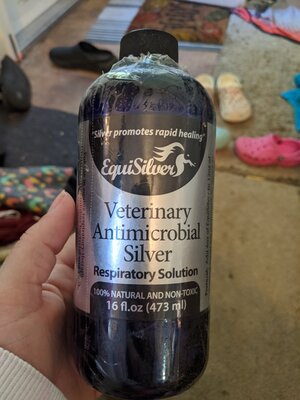 "Silver promotes rapid healing"
EquiSilver
Veterinary
Antimicrobial
Silver
Respiratory Solution
100% NATURAL AND NON-TOXIC
16 fl.oz (473 ml)